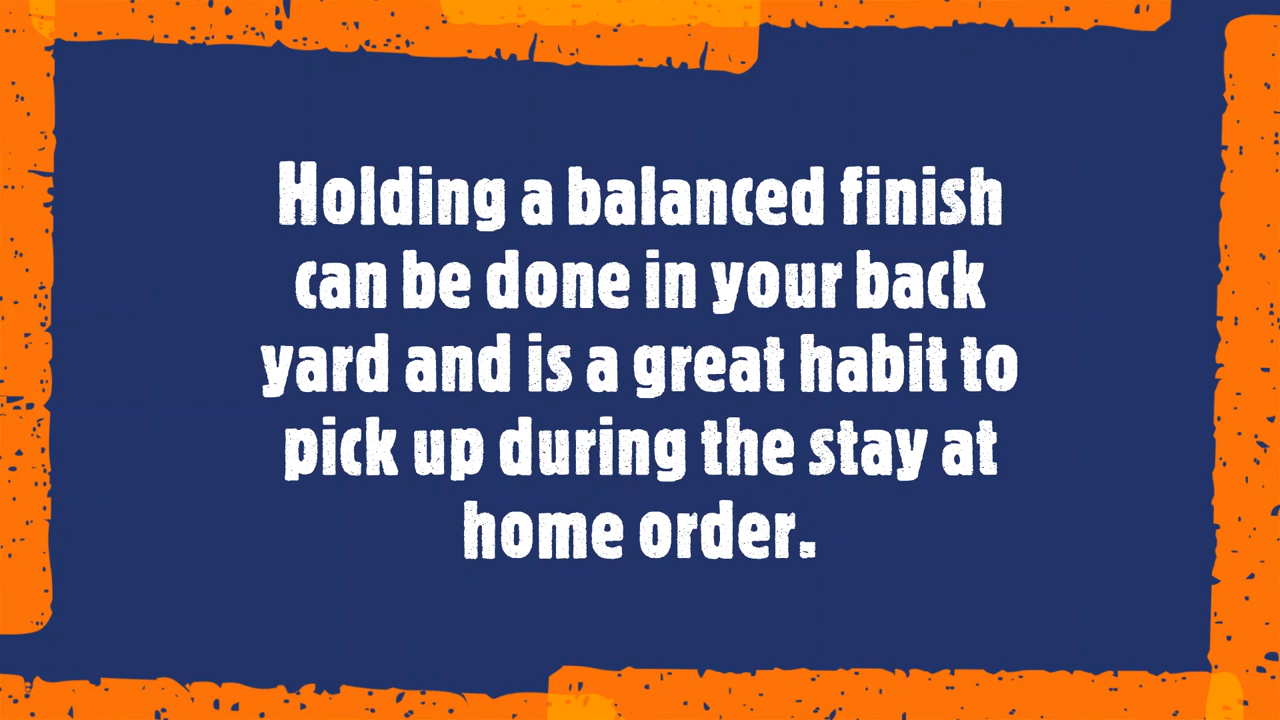 Holding a balanced finish
can be done in your back
yard and is a great habit to
pick up during the stay at
home order.